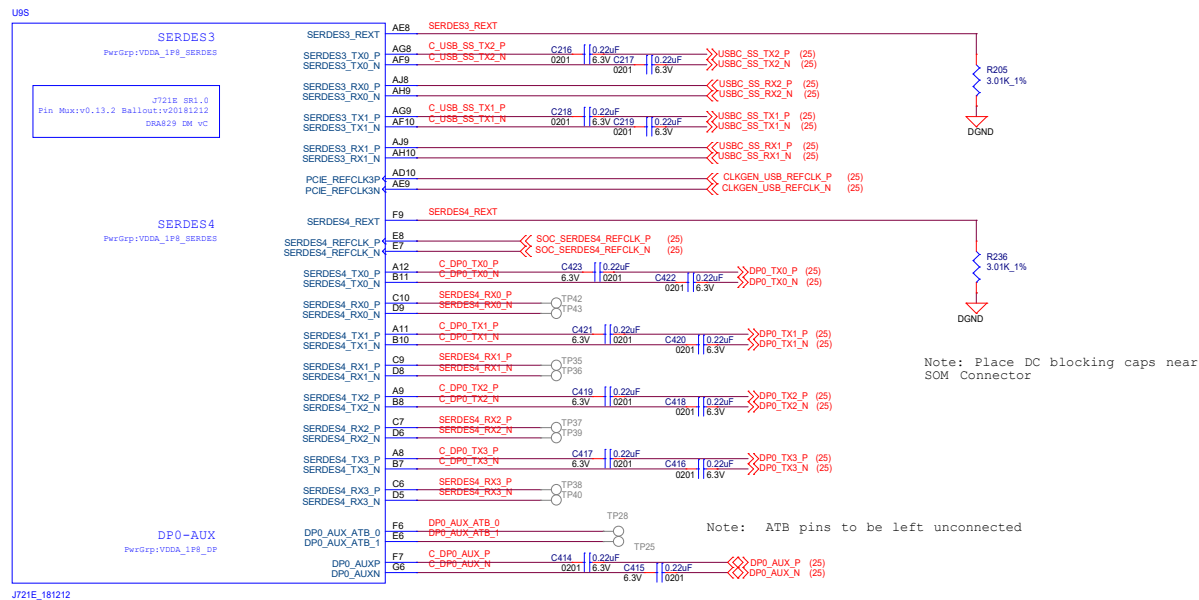 U9S
SERDES3
PwrGrp:VDDA_1P8_SERDES
J721E SR1.0
Pin Mux:v0.13.2 Ballout:v20181212
DRA829 DM vC
SERDES3_REXT AE8 SERDES3_REXT
SERDES3_TX0_P AG8 C_USB_SS_TX2_P C216 0.22uF USBC_SS_TX2_P (25)
SERDES3_TX0_N AF9 C_USB_SS_TX2_N 0201 6.3V C217 0.22uF USBC_SS_TX2_N (25)
0201 6.3V
R205
3.01K_1%
DGND
SERDES3_RX0_P AJ8 USBC_SS_RX2_P (25)
SERDES3_RX0_N AH9 USBC_SS_RX2_N (25)
SERDES3_TX1_P AG9 C_USB_SS_TX1_P C218 0.22uF USBC_SS_TX1_P (25)
SERDES3_TX1_N AF10 C_USB_SS_TX1_N 0201 6.3V C219 0.22uF USBC_SS_TX1_N (25)
0201 6.3V
SERDES3_RX1_P AJ9 USBC_SS_RX1_P (25)
SERDES3_RX1_N AH10 USBC_SS_RX1_N (25)
PCIE_REFCLK3P AD10 CLKGEN_USB_REFCLK_P (25)
PCIE_REFCLK3N AE9 CLKGEN_USB_REFCLK_N (25)
SERDES4
PwrGrp:VDDA_1P8_SERDES
SERDES4_REXT F9 SERDES4_REXT
SERDES4_REFCLK_P E8 SOC_SERDES4_REFCLK_P (25)
SERDES4_REFCLK_N E7 SOC_SERDES4_REFCLK_N (25)
R236
3.01K_1%
DGND
SERDES4_TX0_P A12 C_DP0_TX0_P C423 0.22uF DP0_TX0_P (25)
SERDES4_TX0_N B11 C_DP0_TX0_N 6.3V 0201 C422 0.22uF DP0_TX0_N (25)
0201 6.3V
SERDES4_RX0_P C10 SERDES4_RX0_P TP42
SERDES4_RX0_N D9 SERDES4_RX0_N TP43
SERDES4_TX1_P A11 C_DP0_TX1_P C421 0.22uF DP0_TX1_P (25)
SERDES4_TX1_N B10 C_DP0_TX1_N 6.3V 0201 C420 0.22uF DP0_TX1_N (25)
0201 6.3V
SERDES4_RX1_P C9 SERDES4_RX1_P TP35
SERDES4_RX1_N D8 SERDES4_RX1_N TP36
Note: Place DC blocking caps near
SOM Connector
SERDES4_TX2_P A9 C_DP0_TX2_P C419 0.22uF DP0_TX2_P (25)
SERDES4_TX2_N B8 C_DP0_TX2_N 6.3V 0201 C418 0.22uF DP0_TX2_N (25)
0201 6.3V
SERDES4_RX2_P C7 SERDES4_RX2_P TP37
SERDES4_RX2_N D6 SERDES4_RX2_N TP39
SERDES4_TX3_P A8 C_DP0_TX3_P C417 0.22uF DP0_TX3_P (25)
SERDES4_TX3_N B7 C_DP0_TX3_N 6.3V 0201 C416 0.22uF DP0_TX3_N (25)
0201 6.3V
SERDES4_RX3_P C6 SERDES4_RX3_P TP38
SERDES4_RX3_N D5 SERDES4_RX3_N TP40
DP0-AUX
PwrGrp:VDDA_1P8_DP
DP0_AUX_ATB_0 F6 DP0_AUX_ATB_0 TP28
DP0_AUX_ATB_1 E6 DP0_AUX_ATB_1 TP25
Note: ATB pins to be left unconnected
DP0_AUXP F7 C_DP0_AUX_P C414 0.22uF DP0_AUX_P (25)
DP0_AUXN G6 C_DP0_AUX_N 0201 6.3V C415 0.22uF DP0_AUX_N (25)
6.3V 0201
J721E_181212